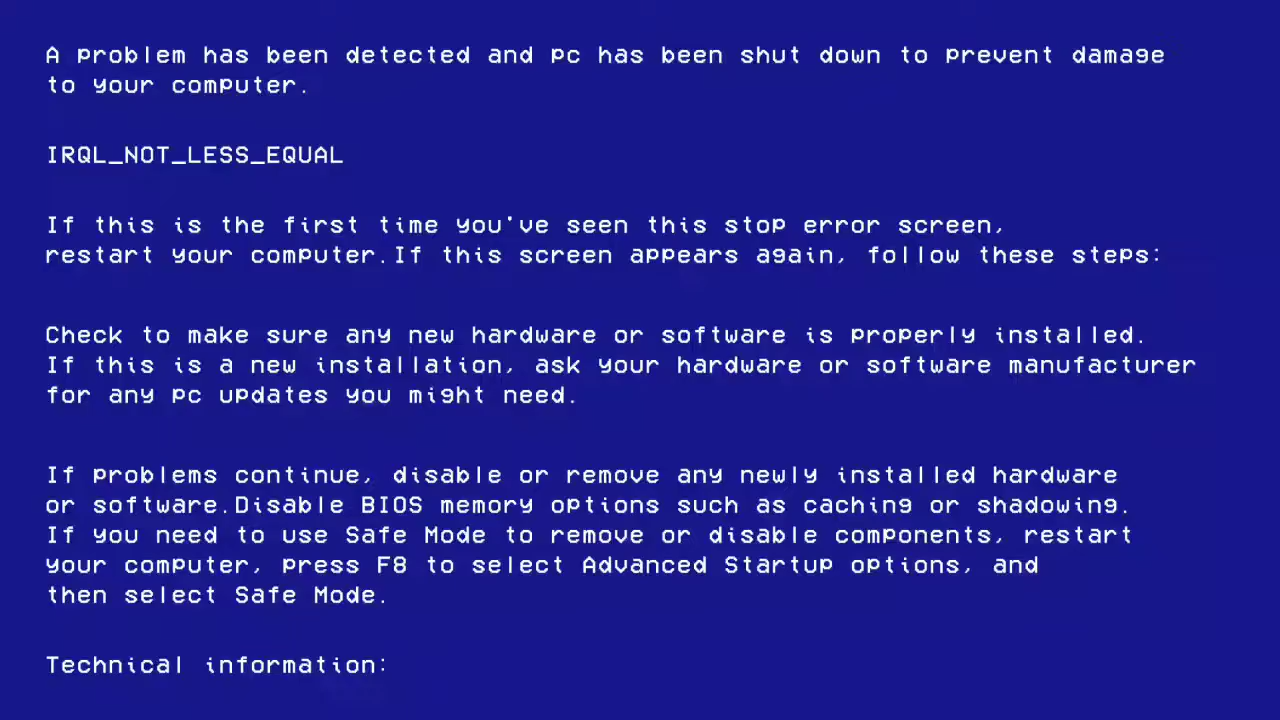 A problem has been detected and pc has been shut down to prevent damage
to your computer.
IRQL_NOT_LESS_EQUAL
If this is the first time you've seen this stop error screen,
restart your computer.If this screen appears again, follow these steps:
Check to make sure any new hardware or software is properly installed.
If this is a new installation, ask your hardware or software manufacturer
for any pc updates you might need.
If problems continue, disable or remove any newly installed hardware
or software.Disable BIOS memory options such as caching or shadowing.
If you need to use Safe Mode to remove or disable components, restart
your computer, press F8 to select Advanced Startup options, and
then select Safe Mode.
Technical information: